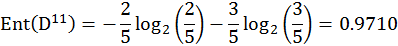 Ent(D¹¹) = −2/5 log₂(2/5) − 3/5 log₂(3/5) = 0.9710